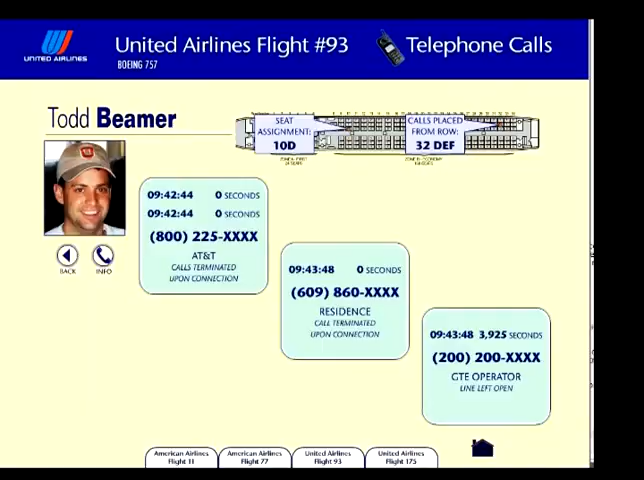 UNITED AIRLINES
United Airlines Flight #93
BOEING 757
Telephone Calls
Todd Beamer
SEAT
ASSIGNMENT:
10D
CALLS PLACED
FROM ROW:
32 DEF
09:42:44 0 SECONDS
09:42:44 0 SECONDS
(800) 225-XXXX
AT&T
CALLS TERMINATED
UPON CONNECTION
BACK
INFO
09:43:48 0 SECONDS
(609) 860-XXXX
RESIDENCE
CALL TERMINATED
UPON CONNECTION
09:43:48 3,925 SECONDS
(200) 200-XXXX
GTE OPERATOR
LINE LEFT OPEN
American Airlines
Flight 11
American Airlines
Flight 77
United Airlines
Flight 93
United Airlines
Flight 175